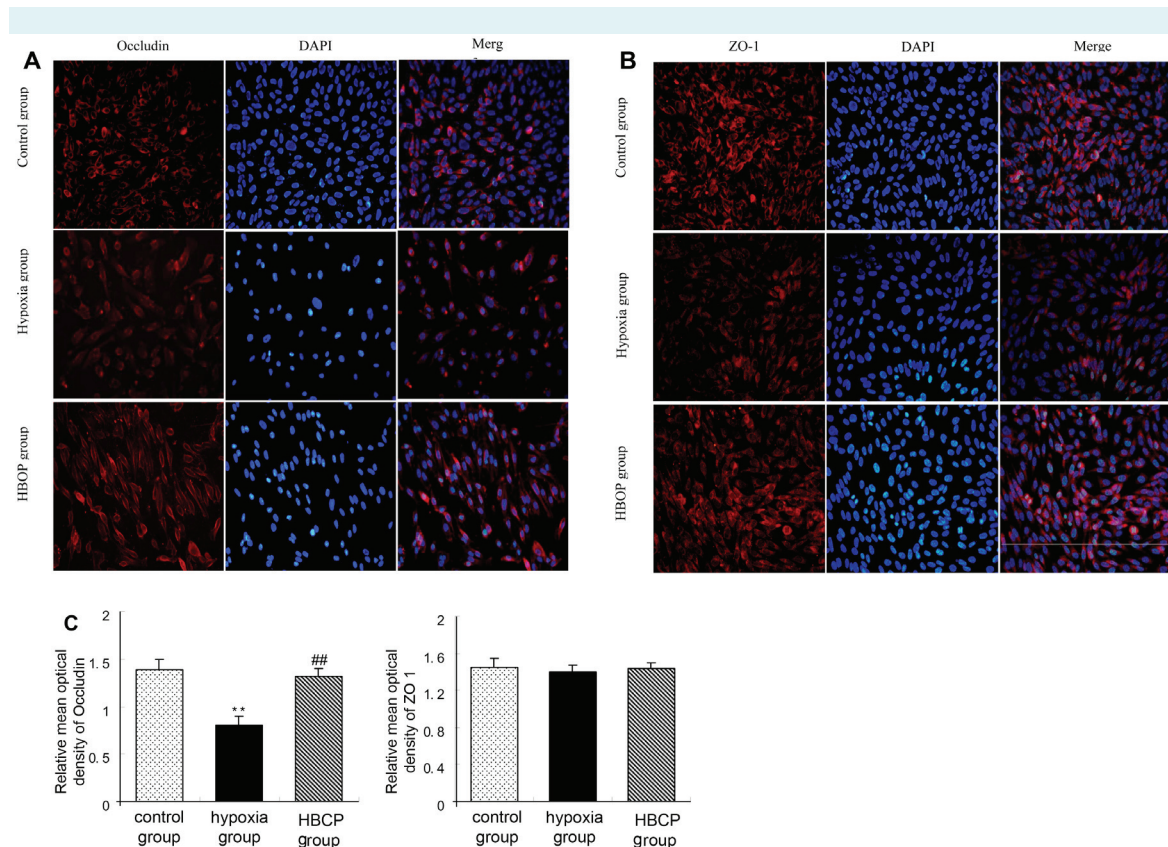 A
Occludin
DAPI
Merg
Control group
Hypoxia group
HBOP group
B
ZO-1
DAPI
Merge
Control group
Hypoxia group
HBOP group
C
Relative mean optical
density of Occludin
2
1.5
1
0.5
0
**
##
control
group
hypoxia
group
HBCP
group
Relative mean optical
density of ZO 1
2
1.6
1.2
0.8
0.4
0
control
group
hypoxia
group
HBCP
group